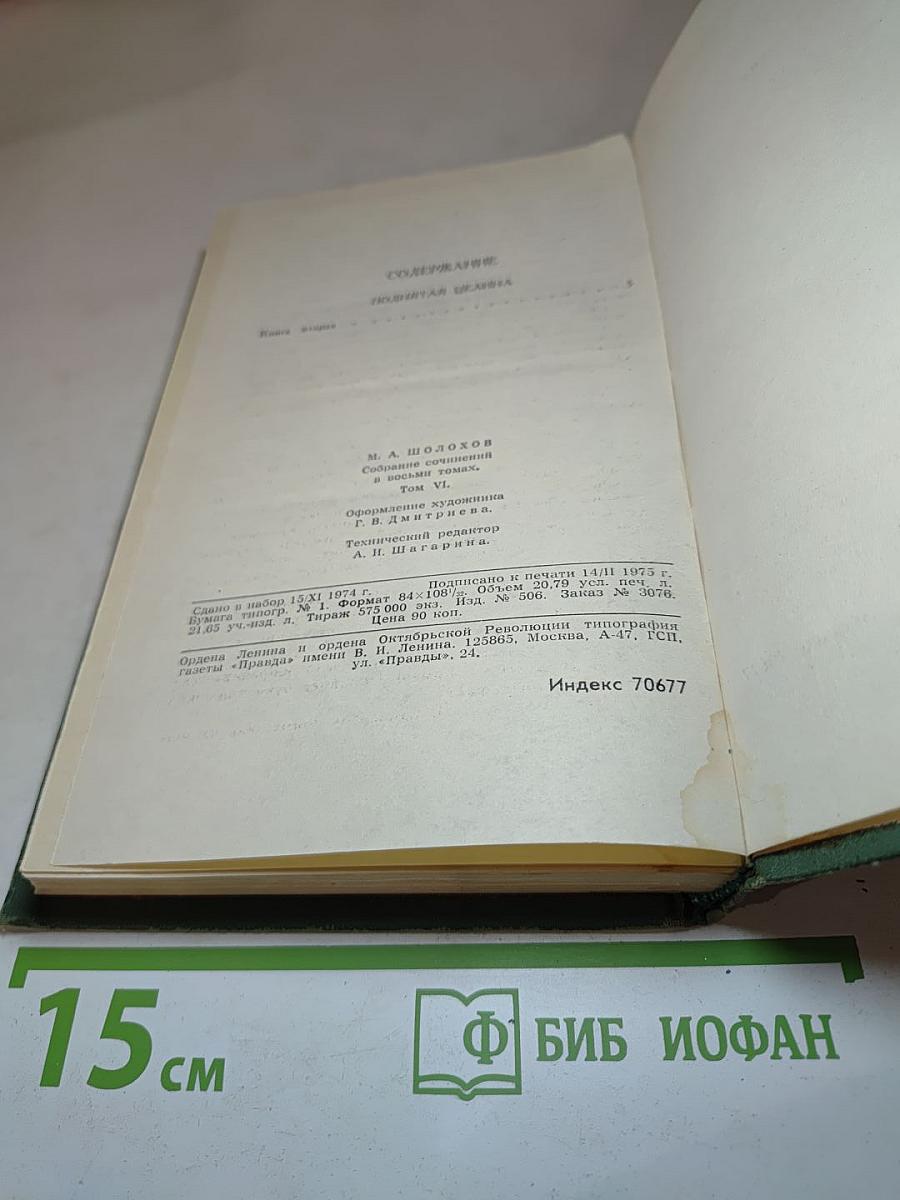 СОДЕРЖАНИЕ
ПОДНЯТАЯ ЦЕЛИНА
Книга вторая . . . . . . . . . . . . . . . . 5
М. А. ШОЛОХОВ
Собрание сочинений
в восьми томах.
Том VI.
Оформление художника
Г. В. Дмитриева.
Технический редактор
А. И. Шагарина.
Сдано в набор 15/XI 1974 г. Подписано к печати 14/II 1975 г.
Бумага типогр. № 1. Формат 84×108¹/₃₂. Объем 20,79 усл. печ. л.
21,65 уч.-изд. л. Тираж 575 000 экз. Изд. № 506. Заказ № 3076.
Цена 90 коп.
Ордена Ленина и ордена Октябрьской Революции типография
газеты «Правда» имени В. И. Ленина. 125865, Москва, А-47, ГСП,
ул. «Правды», 24.
Индекс 70677
15 см
Ф БИБ ИОФАН